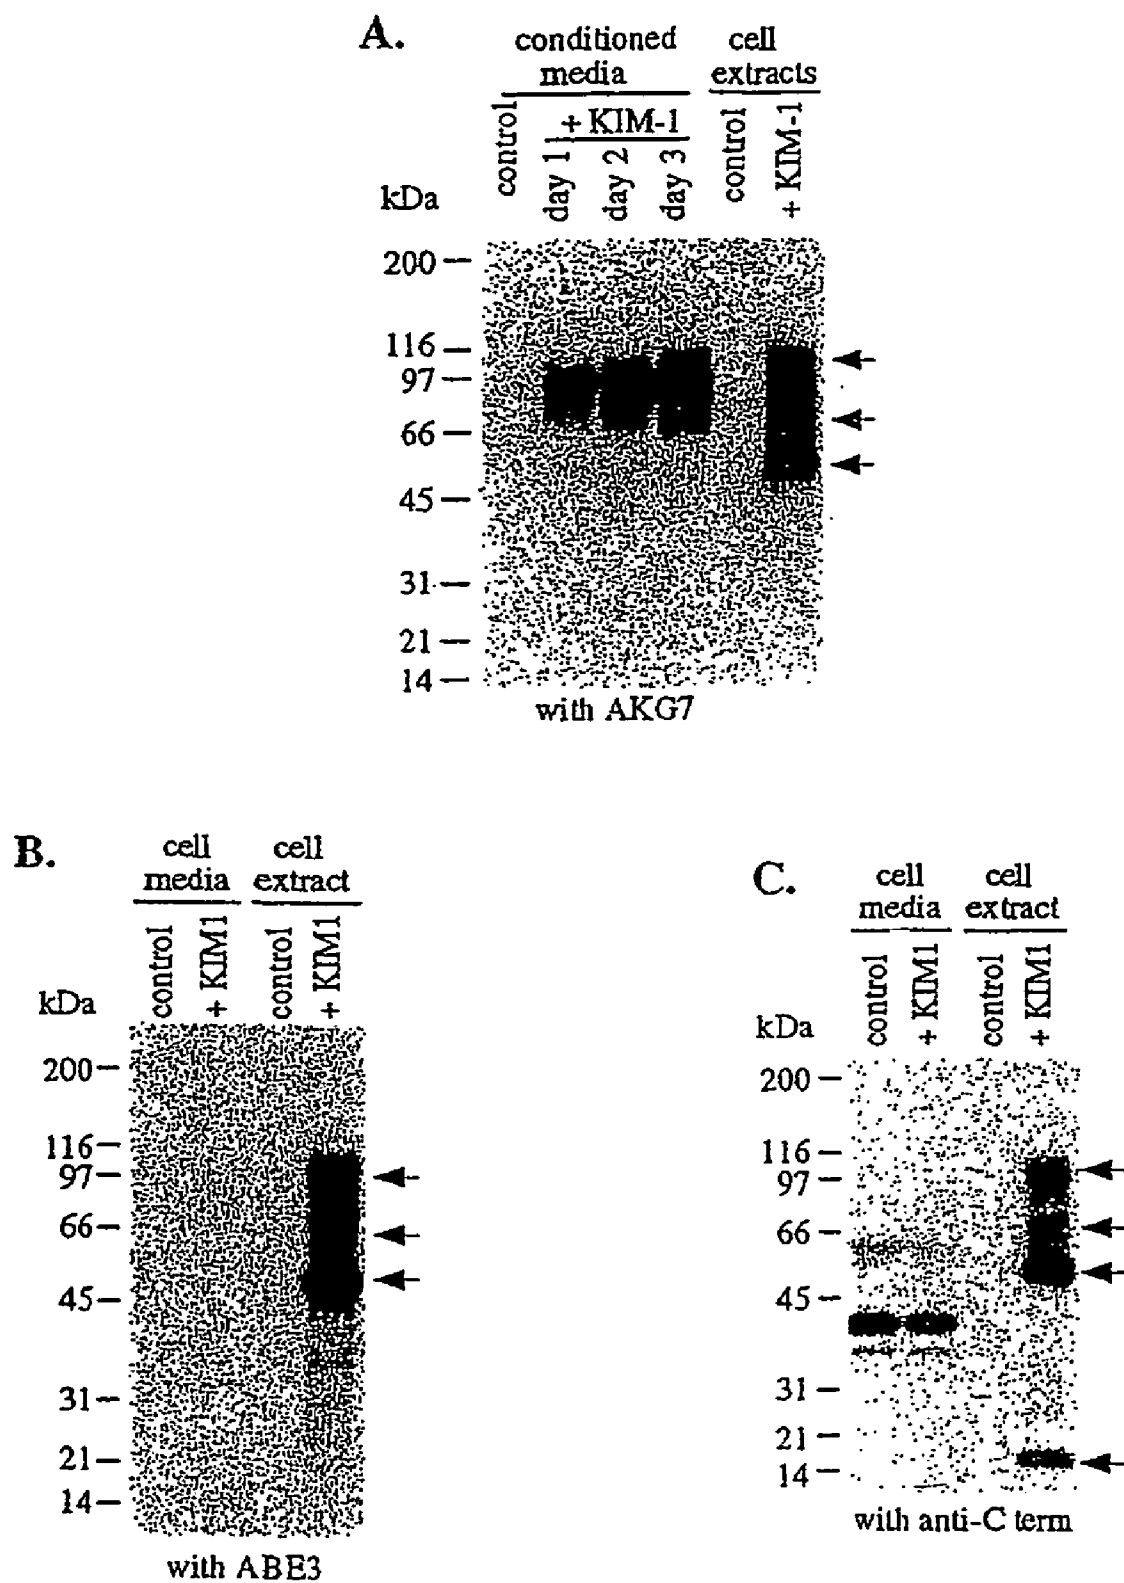 A.
conditioned media
cell extracts
control
+ KIM-1
day 1
day 2
day 3
control
+ KIM-1
kDa
200
116
97
66
45
31
21
14
with AKG7
B.
cell media
cell extract
control
+ KIM1
control
+ KIM1
kDa
200
116
97
66
45
31
21
14
with ABE3
C.
cell media
cell extract
control
+ KIM1
control
+ KIM1
kDa
200
116
97
66
45
31
21
14
with anti-C term